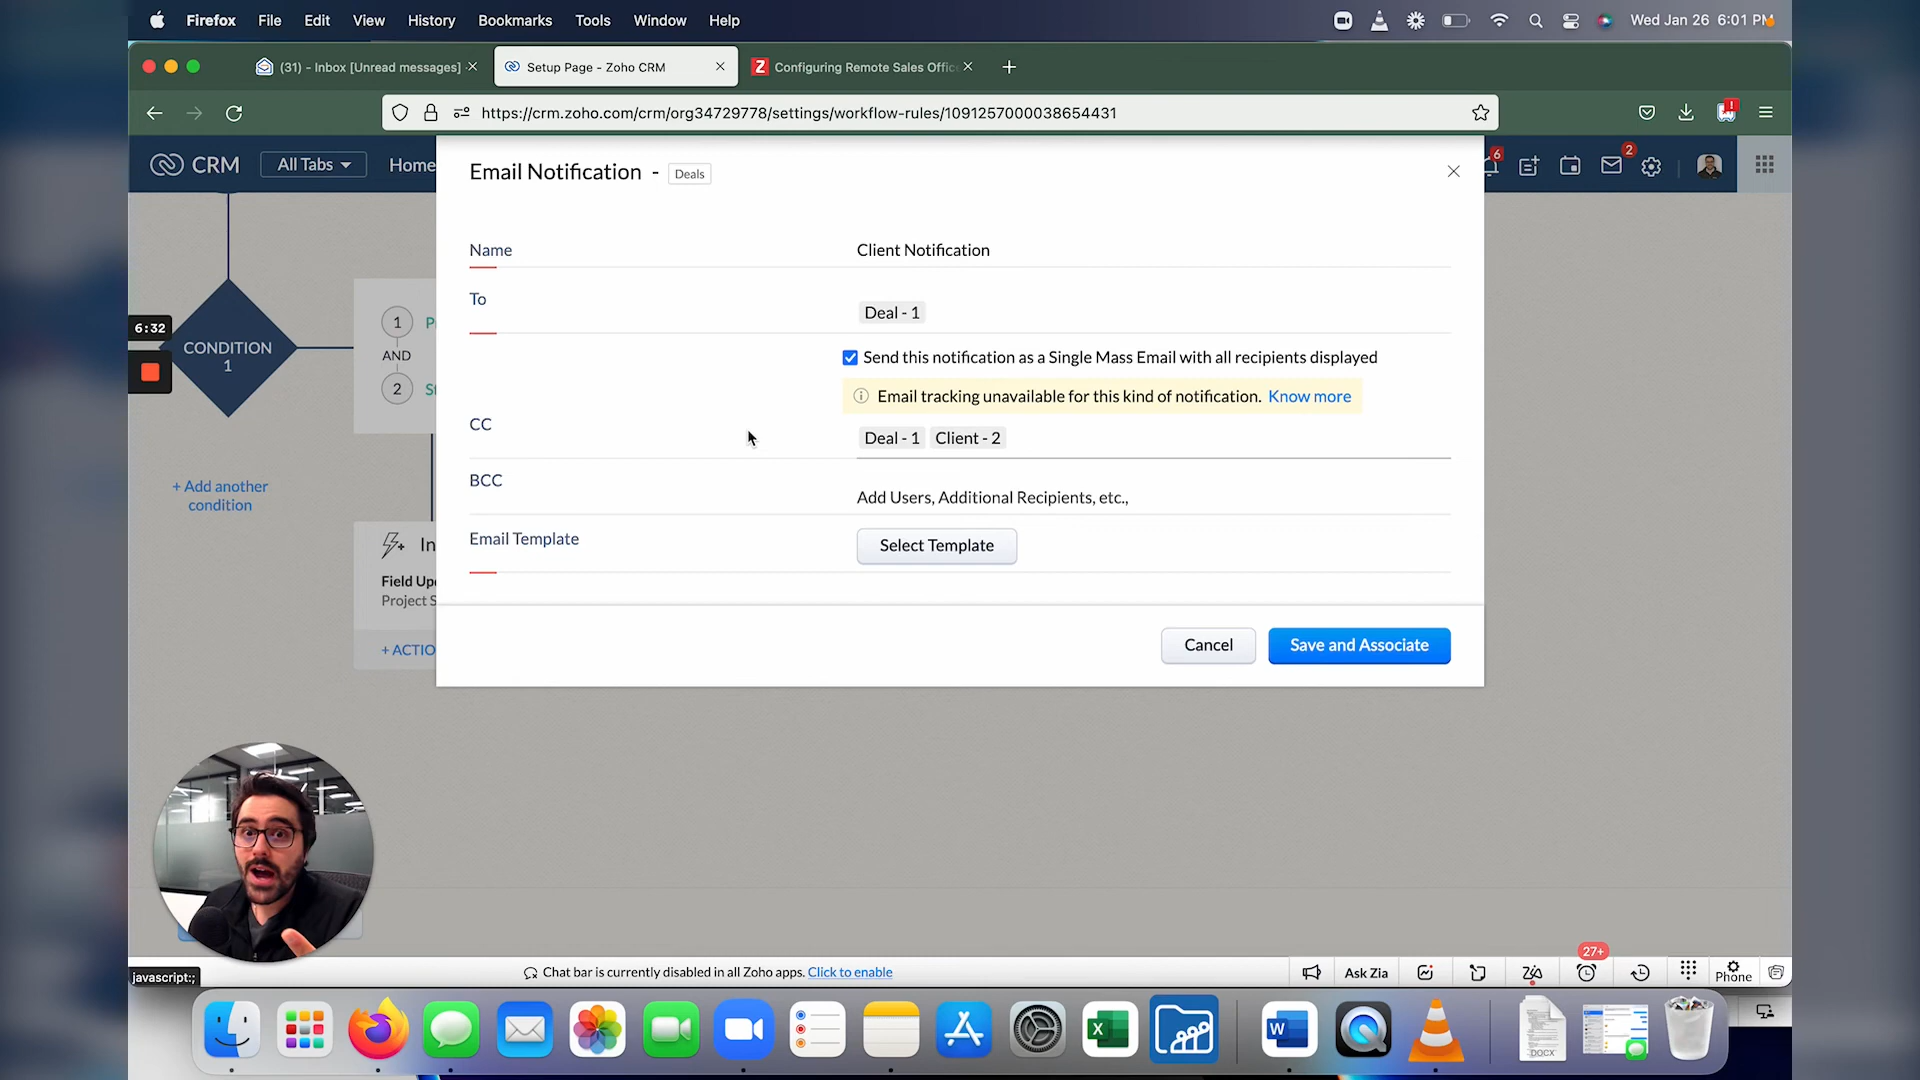 Firefox File Edit View History Bookmarks Tools Window Help Wed Jan 26 6:01 PM
(31) - Inbox [Unread messages] - Setup Page - Zoho CRM Configuring Remote Sales Offic
https://crm.zoho.com/crm/org34729778/settings/workflow-rules/1091257000038654431
CRM All Tabs Home 6 2
Email Notification - Deals
Name Client Notification
To Deal - 1
Send this notification as a Single Mass Email with all recipients displayed
Email tracking unavailable for this kind of notification. Know more
CC Deal - 1 Client - 2
BCC Add Users, Additional Recipients, etc.,
Email Template Select Template
Cancel Save and Associate
6:32
CONDITION
1
1 P
AND
2 St
+ Add another
condition
In
Field Up
Project S
+ ACTIO
javascript:;
Chat bar is currently disabled in all Zoho apps. Click to enable
Ask Zia 27+ Phone
DOCX